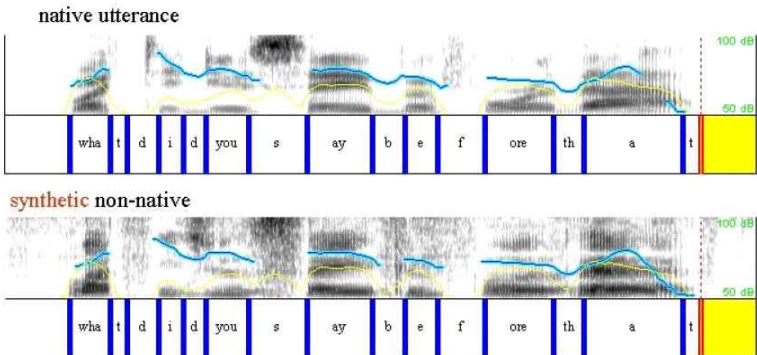 native utterance
100 dB
50 dB
wha t d i d you s ay b e f ore th a t
synthetic non-native
100 dB
50 dB
wha t d i d you s ay b e f ore th a t